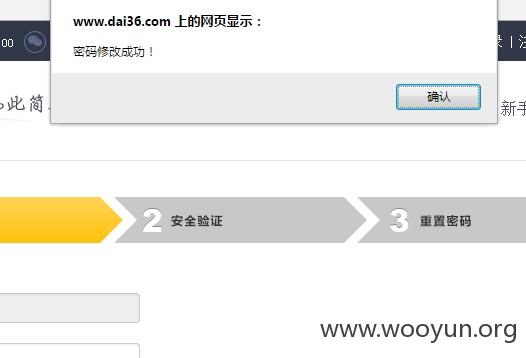 www.dai36.com 上的网页显示：
密码修改成功！
确认
00
录 | 注
此简
新手
2 安全验证
3 重置密码
www.wooyun.org